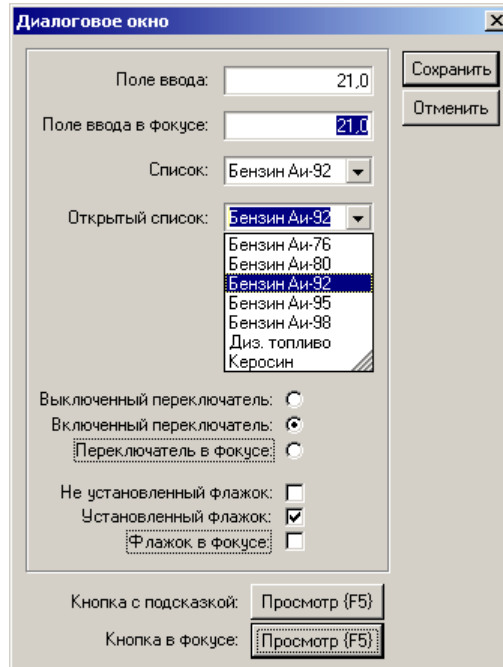 Диалоговое окно
Поле ввода: 21,0
Сохранить
Поле ввода в фокусе: 21,0
Отменить
Список: Бензин Аи-92
Открытый список: Бензин Аи-92
Бензин Аи-76
Бензин Аи-80
Бензин Аи-92
Бензин Аи-95
Бензин Аи-98
Диз. топливо
Керосин
Выключенный переключатель:
Включенный переключатель:
Переключатель в фокусе:
Не установленный флажок:
Установленный флажок:
Флажок в фокусе:
Кнопка с подсказкой: Просмотр {F5}
Кнопка в фокусе: Просмотр {F5}